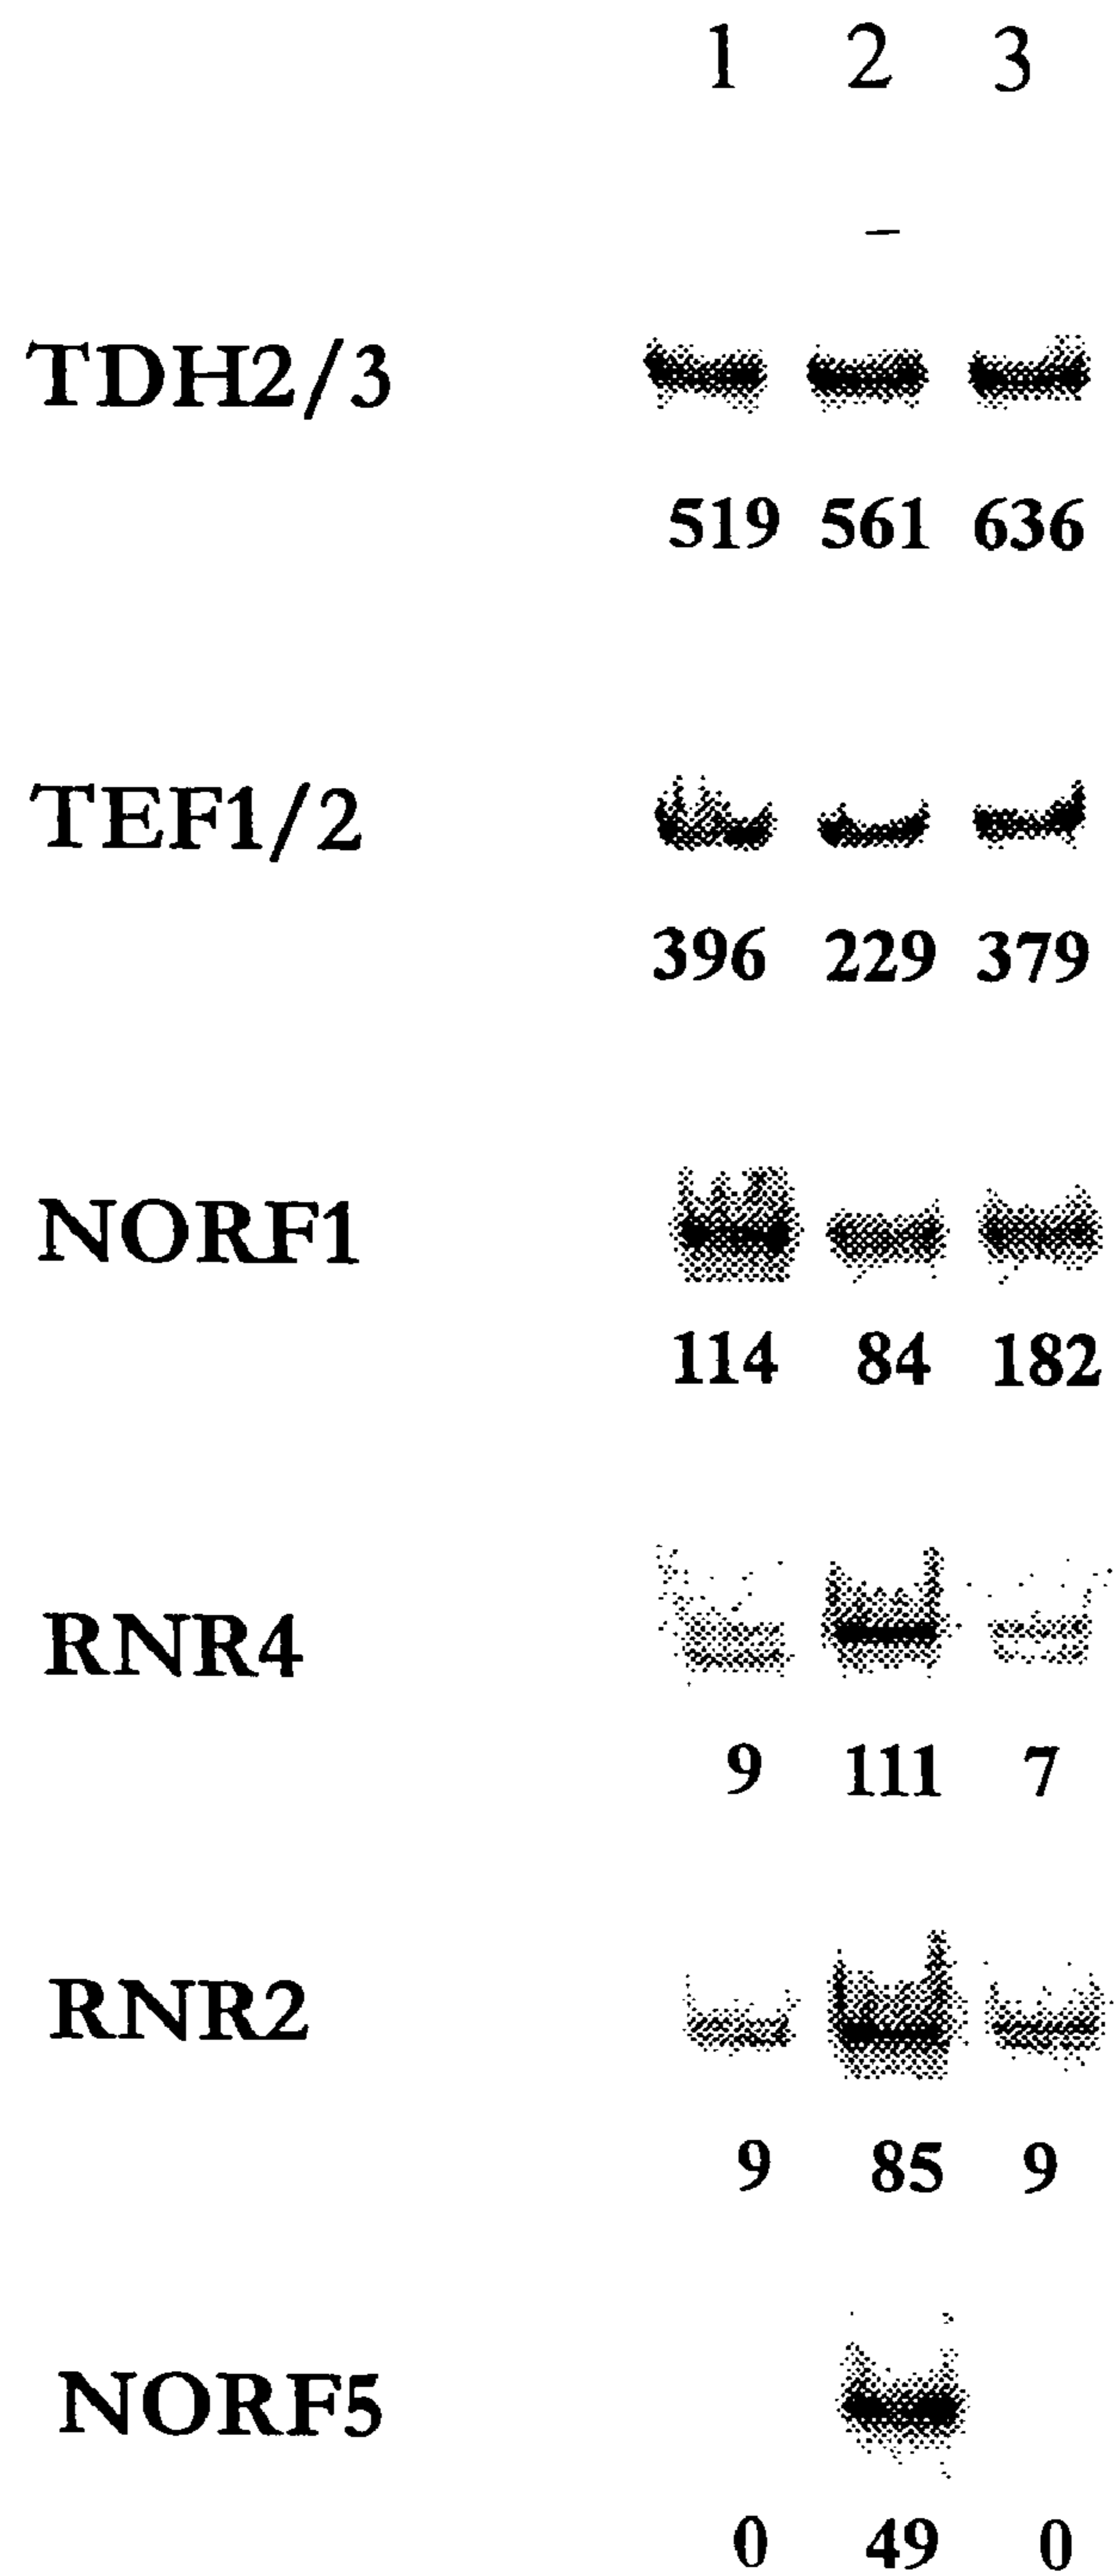 1 2 3
TDH2/3
519 561 636
TEF1/2
396 229 379
NORF1
114 84 182
RNR4
9 111 7
RNR2
9 85 9
NORF5
0 49 0